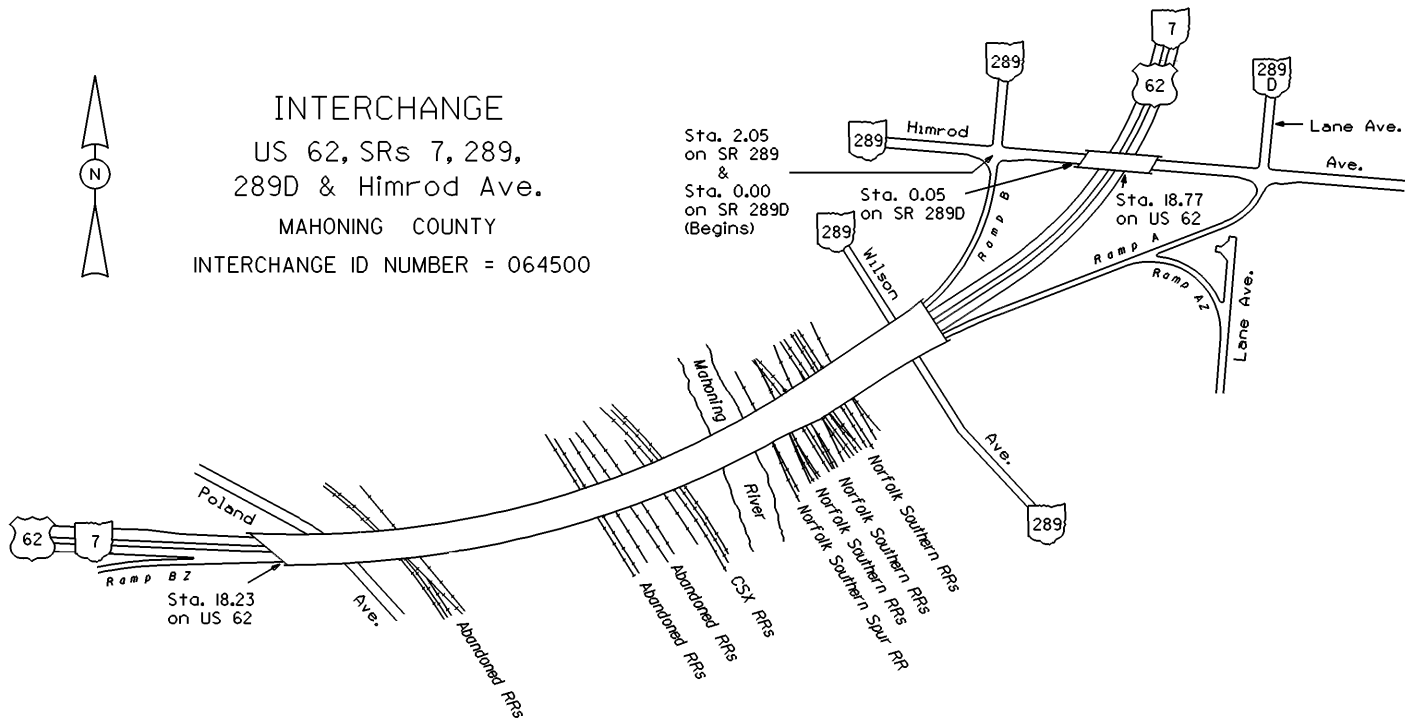 INTERCHANGE
US 62, SRs 7, 289,
289D & Himrod Ave.
MAHONING COUNTY
INTERCHANGE ID NUMBER = 064500
N
7
62
289
289
D
Lane Ave.
289
Himrod
Ave.
Sta. 2.05
on SR 289
&
Sta. 0.00
on SR 289D
(Begins)
Sta. 0.05
on SR 289D
Sta. 18.77
on US 62
Ramp B
Ramp A
Ramp AZ
Lane Ave.
289
Wilson
Ave.
289
Mahoning
River
Norfolk Southern RRs
Norfolk Southern RRs
Norfolk Southern RRs
Norfolk Southern Spur RR
CSX RRs
Abandoned RRs
Abandoned RRs
Abandoned RRs
Poland
Ave.
62
7
Ramp BZ
Sta. 18.23
on US 62